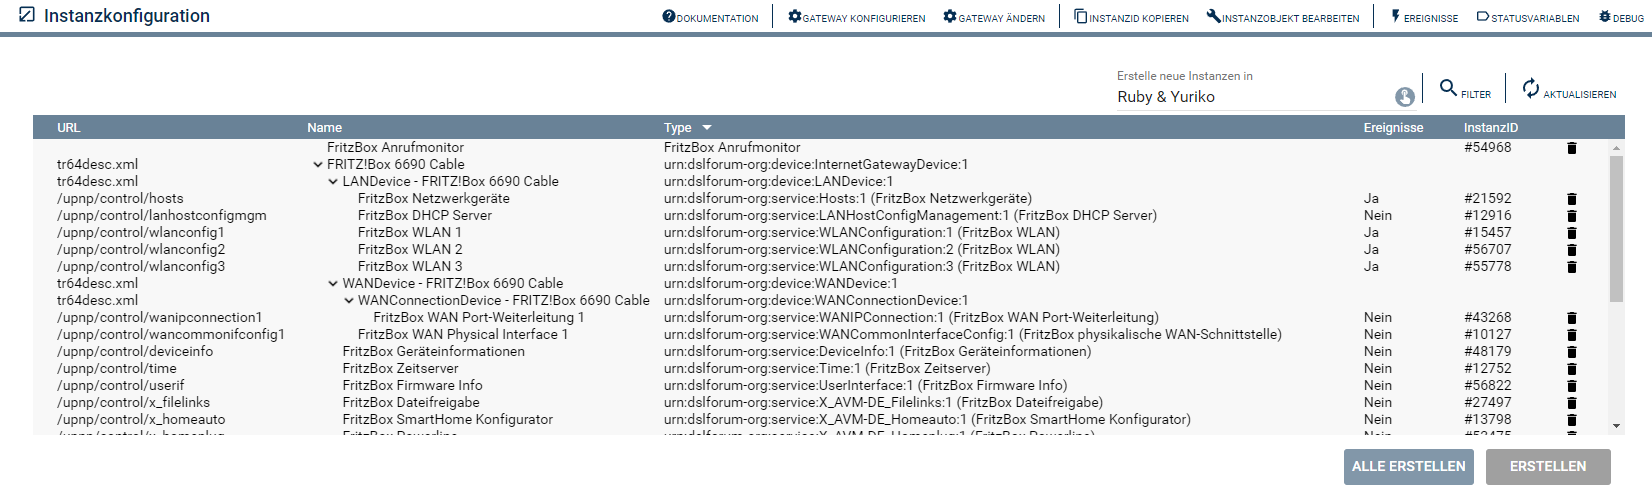 Instanzkonfiguration
DOKUMENTATION GATEWAY KONFIGURIEREN GATEWAY ÄNDERN INSTANZID KOPIEREN INSTANZOBJEKT BEARBEITEN EREIGNISSE STATUSVARIABLEN DEBUG
Erstelle neue Instanzen in
Ruby & Yuriko FILTER AKTUALISIEREN
URL Name Type Ereignisse InstanzID
FritzBox Anrufmonitor FritzBox Anrufmonitor #54968
tr64desc.xml FRITZ!Box 6690 Cable urn:dslforum-org:device:InternetGatewayDevice:1
tr64desc.xml LANDevice - FRITZ!Box 6690 Cable urn:dslforum-org:device:LANDevice:1
/upnp/control/hosts FritzBox Netzwerkgeräte urn:dslforum-org:service:Hosts:1 (FritzBox Netzwerkgeräte) Ja #21592
/upnp/control/lanhostconfigmgm FritzBox DHCP Server urn:dslforum-org:service:LANHostConfigManagement:1 (FritzBox DHCP Server) Nein #12916
/upnp/control/wlanconfig1 FritzBox WLAN 1 urn:dslforum-org:service:WLANConfiguration:1 (FritzBox WLAN) Ja #15457
/upnp/control/wlanconfig2 FritzBox WLAN 2 urn:dslforum-org:service:WLANConfiguration:2 (FritzBox WLAN) Ja #56707
/upnp/control/wlanconfig3 FritzBox WLAN 3 urn:dslforum-org:service:WLANConfiguration:3 (FritzBox WLAN) Ja #55778
tr64desc.xml WANDevice - FRITZ!Box 6690 Cable urn:dslforum-org:device:WANDevice:1
tr64desc.xml WANConnectionDevice - FRITZ!Box 6690 Cable urn:dslforum-org:device:WANConnectionDevice:1
/upnp/control/wanipconnection1 FritzBox WAN Port-Weiterleitung 1 urn:dslforum-org:service:WANIPConnection:1 (FritzBox WAN Port-Weiterleitung) Nein #43268
/upnp/control/wancommonifconfig1 FritzBox WAN Physical Interface 1 urn:dslforum-org:service:WANCommonInterfaceConfig:1 (FritzBox physikalische WAN-Schnittstelle) Nein #10127
/upnp/control/deviceinfo FritzBox Geräteinformationen urn:dslforum-org:service:DeviceInfo:1 (FritzBox Geräteinformationen) Nein #48179
/upnp/control/time FritzBox Zeitserver urn:dslforum-org:service:Time:1 (FritzBox Zeitserver) Nein #12752
/upnp/control/userif FritzBox Firmware Info urn:dslforum-org:service:UserInterface:1 (FritzBox Firmware Info) Nein #56822
/upnp/control/x_filelinks FritzBox Dateifreigabe urn:dslforum-org:service:X_AVM-DE_Filelinks:1 (FritzBox Dateifreigabe) Nein #27497
/upnp/control/x_homeauto FritzBox SmartHome Konfigurator urn:dslforum-org:service:X_AVM-DE_Homeauto:1 (FritzBox SmartHome Konfigurator) Nein #13798
/upnp/control/x_homeplug FritzBox Powerline urn:dslforum-org:service:X_AVM-DE_Homeplug:1 (FritzBox Powerline) Nein
ALLE ERSTELLEN ERSTELLEN